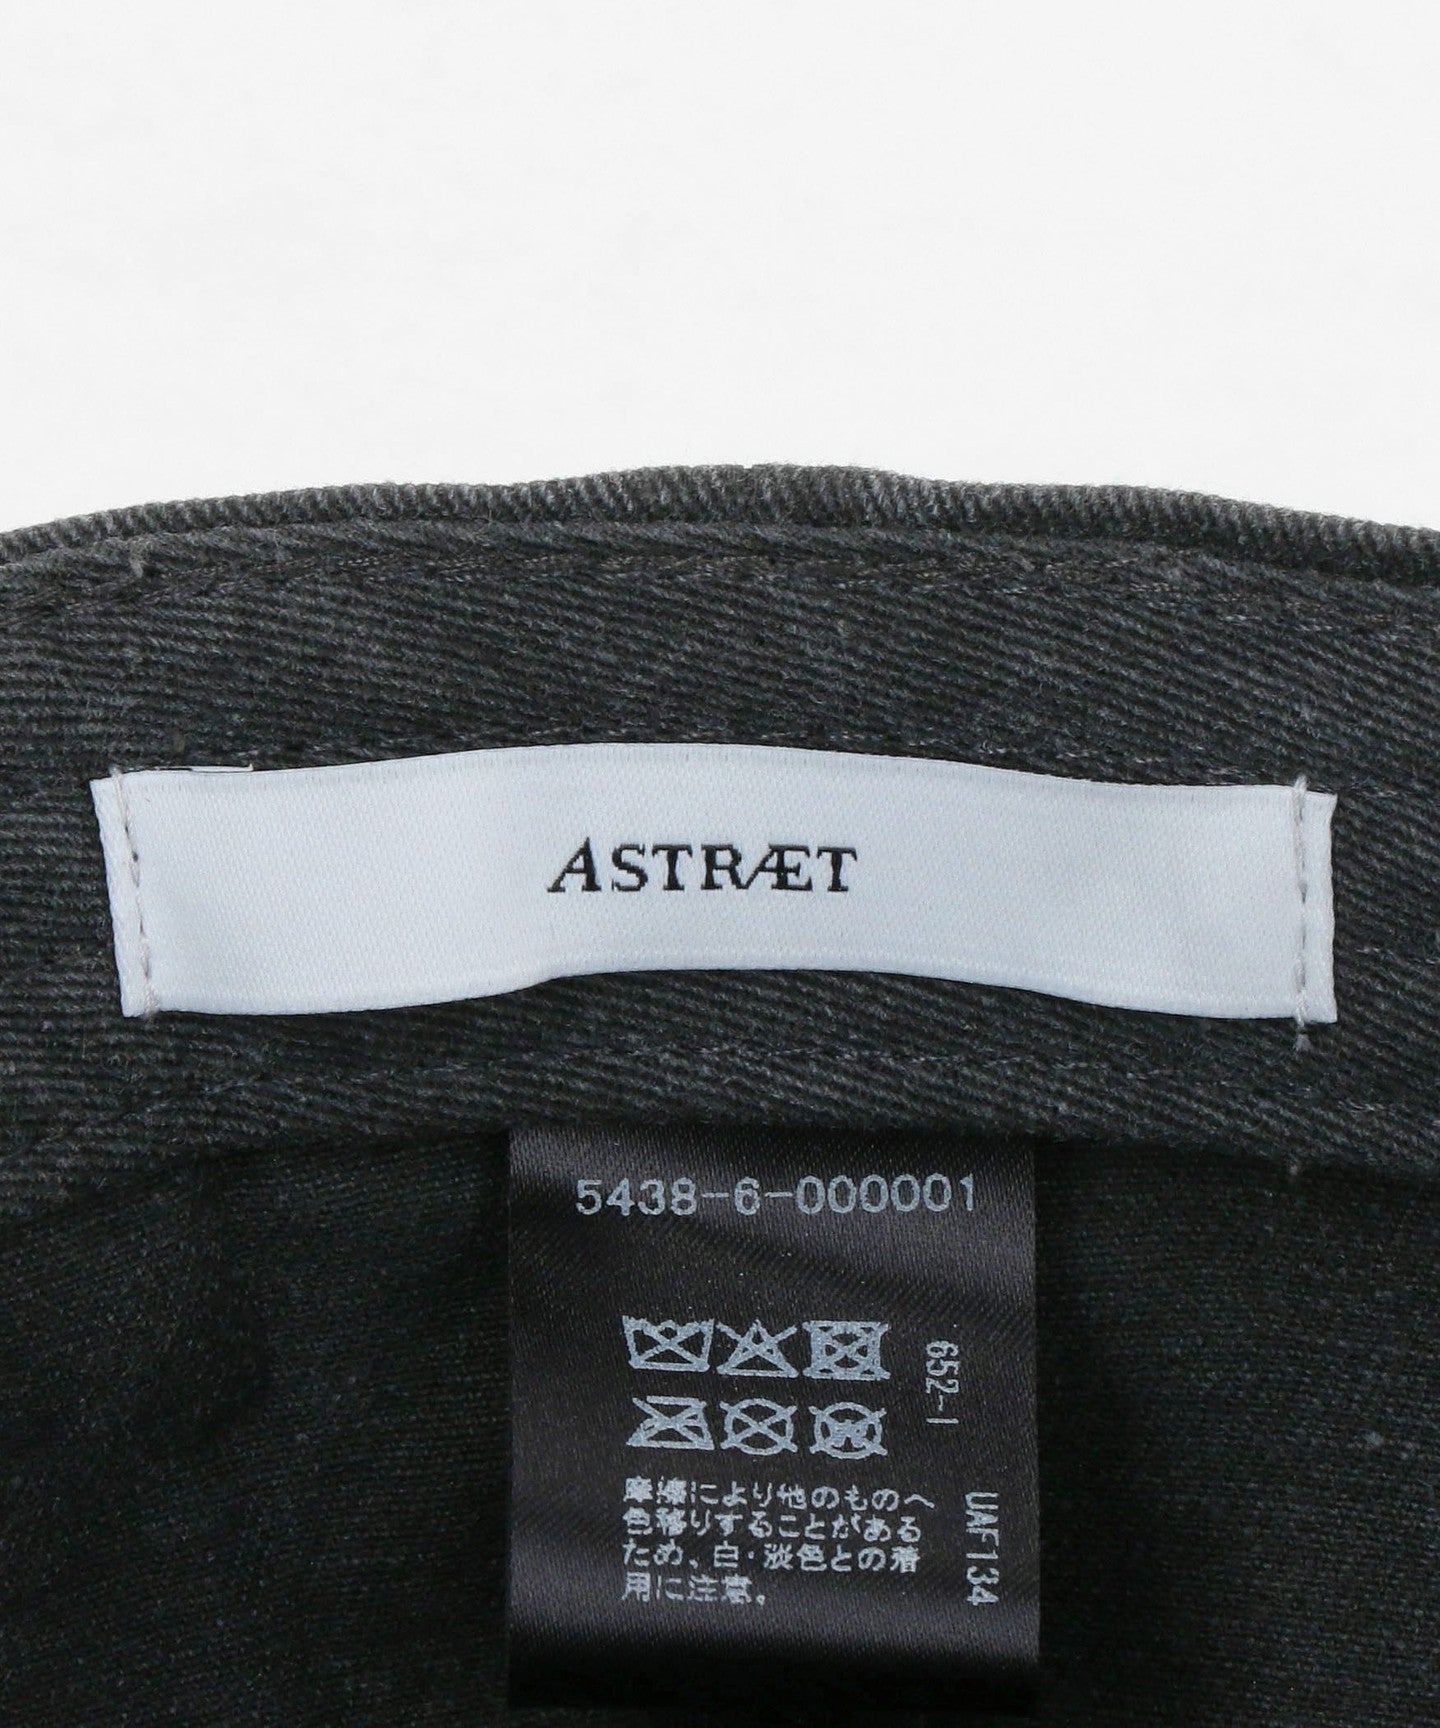 ASTRÆT
5438-6-000001
652-1
摩擦により他のものへ
色移りすることがある
ため、白・淡色との着
用に注意。
UAF134